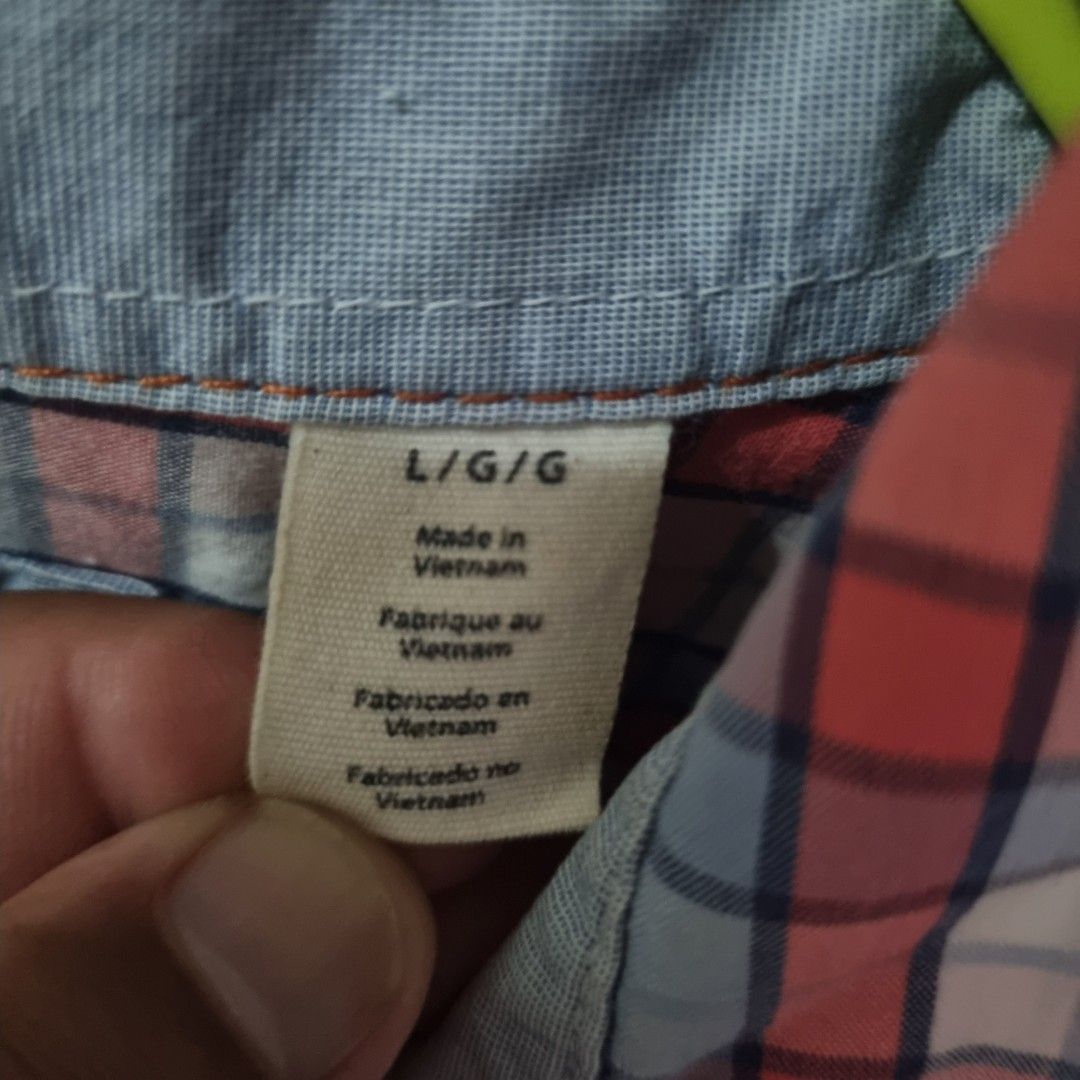 L/G/G
Made in
Vietnam
Fabrique au
Vietnam
Fabricado en
Vietnam
Fabricado no
Vietnam